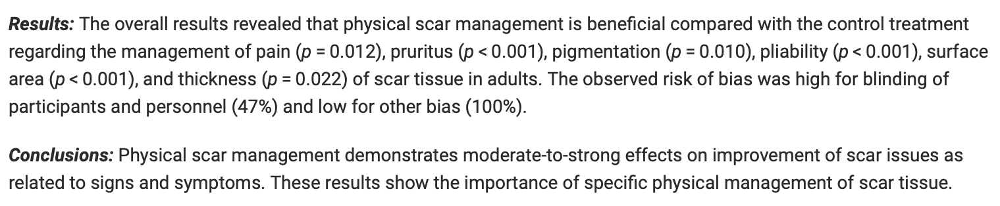 Results: The overall results revealed that physical scar management is beneficial compared with the control treatment
regarding the management of pain (p = 0.012), pruritus (p < 0.001), pigmentation (p = 0.010), pliability (p < 0.001), surface
area (p < 0.001), and thickness (p = 0.022) of scar tissue in adults. The observed risk of bias was high for blinding of
participants and personnel (47%) and low for other bias (100%).
Conclusions: Physical scar management demonstrates moderate-to-strong effects on improvement of scar issues as
related to signs and symptoms. These results show the importance of specific physical management of scar tissue.